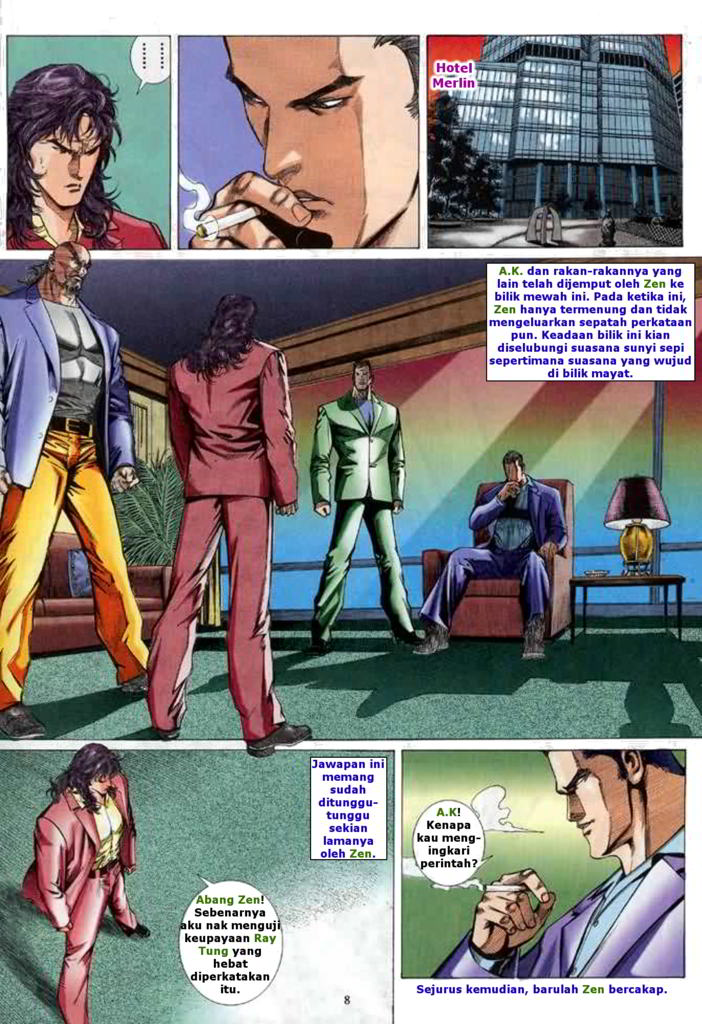 Hotel
Merlin
A.K. dan rakan-rakannya yang
lain telah dijemput oleh Zen ke
bilik mewah ini. Pada ketika ini,
Zen hanya termenung dan tidak
mengeluarkan sepatah perkataan
pun. Keadaan bilik ini kian
diselubungi suasana sunyi sepi
sepertimana suasana yang wujud
di bilik mayat.
A.K!
Kenapa
kau meng-
ingkari
perintah?
Sejurus kemudian, barulah Zen bercakap.
Jawapan ini
memang
sudah
ditunggu-
tunggu
sekian
lamanya
oleh Zen.
Abang Zen!
Sebenarnya
aku nak menguji
keupayaan Ray
Tung yang
hebat
diperkatakan
itu.
8